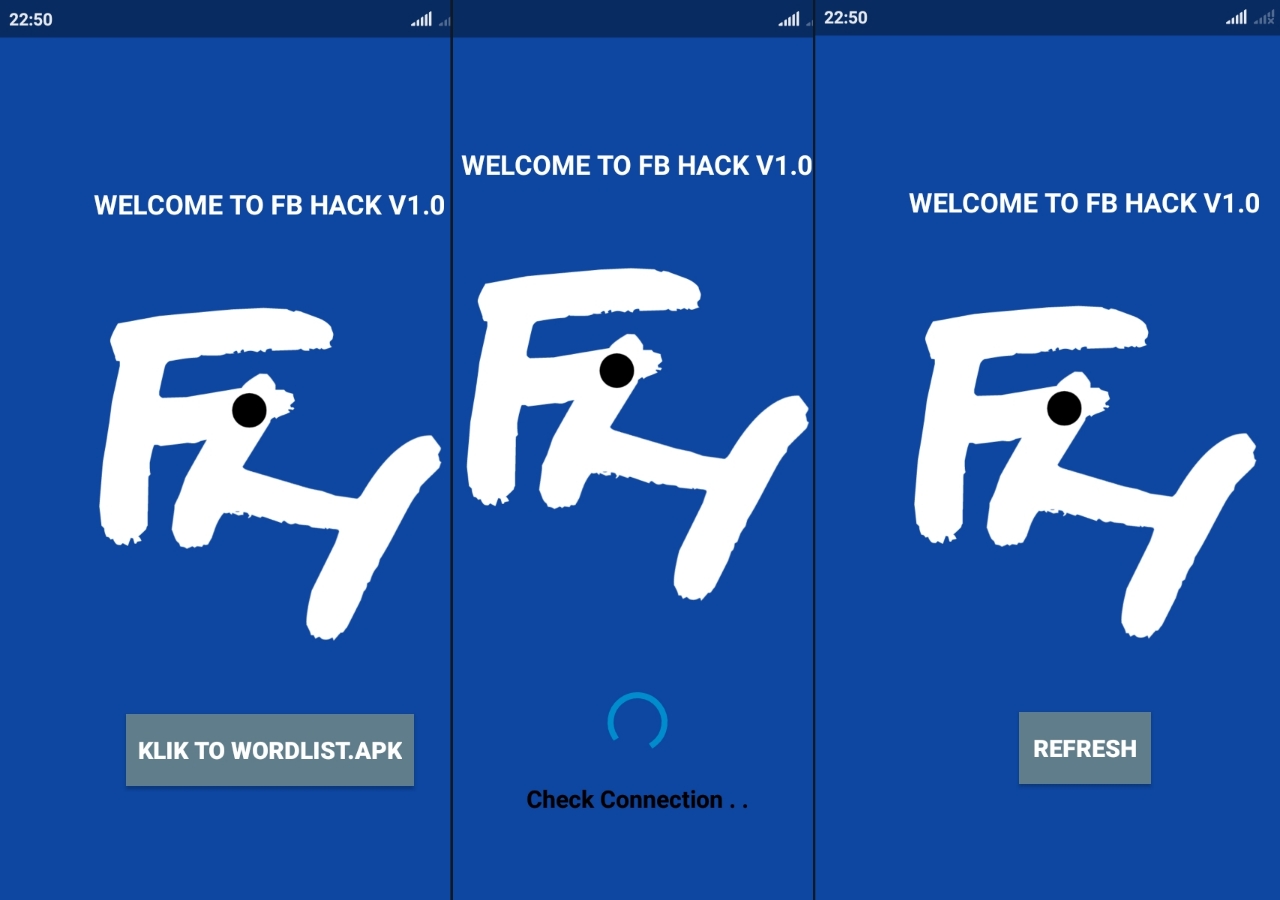 22:50
WELCOME TO FB HACK V1.0
KLIK TO WORDLIST.APK
WELCOME TO FB HACK V1.0
Check Connection . .
22:50
WELCOME TO FB HACK V1.0
REFRESH